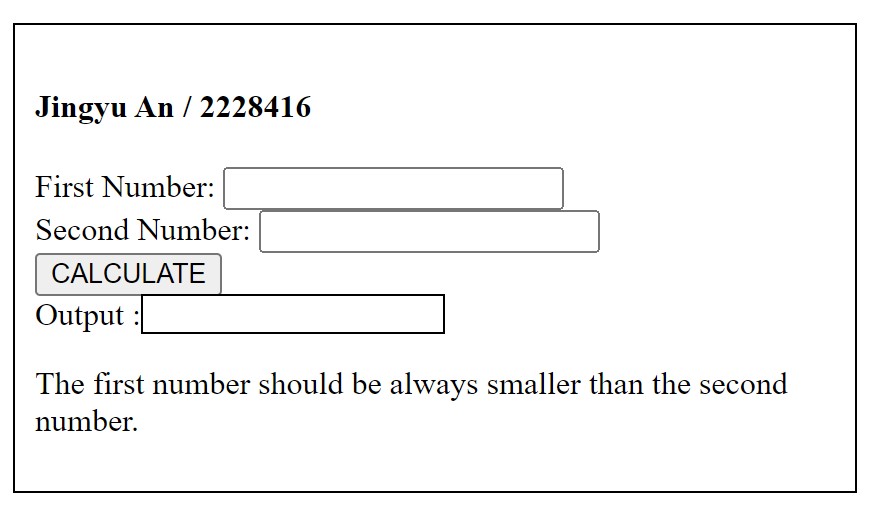 Jingyu An / 2228416
First Number:
Second Number:
CALCULATE
Output :
The first number should be always smaller than the second
number.